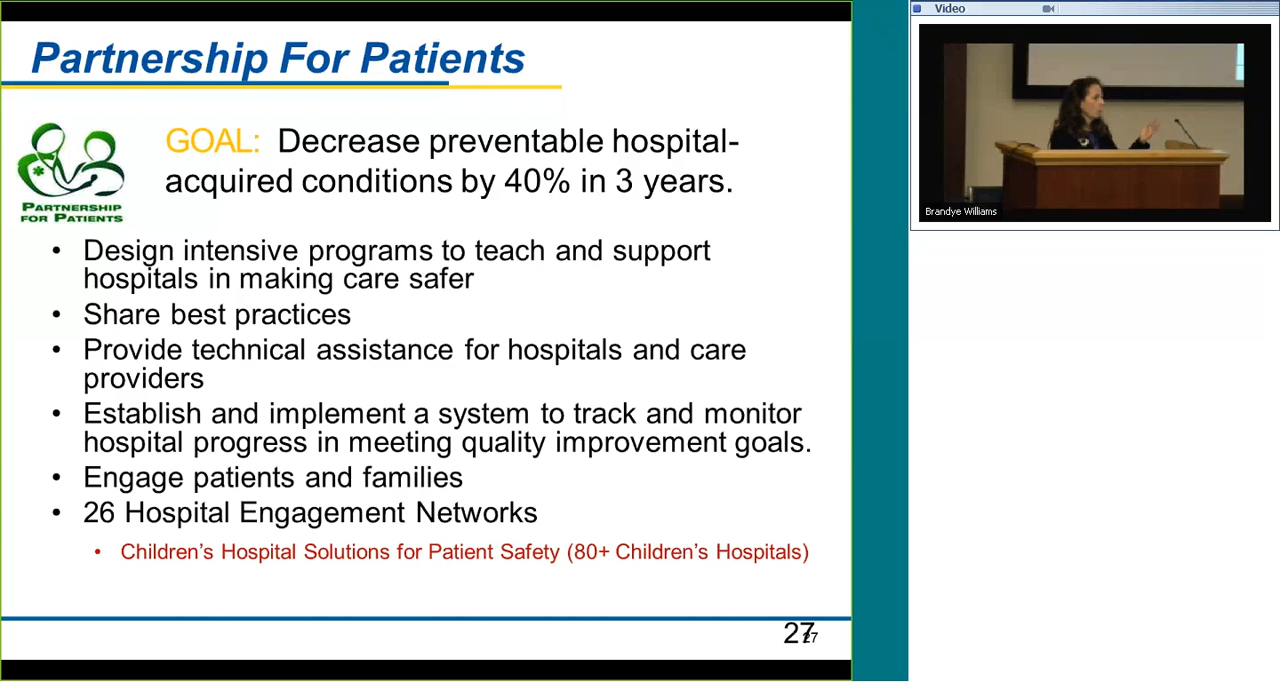 Partnership For Patients
GOAL: Decrease preventable hospital-
acquired conditions by 40% in 3 years.
PARTNERSHIP
FOR PATIENTS
• Design intensive programs to teach and support
hospitals in making care safer
• Share best practices
• Provide technical assistance for hospitals and care
providers
• Establish and implement a system to track and monitor
hospital progress in meeting quality improvement goals.
• Engage patients and families
• 26 Hospital Engagement Networks
• Children’s Hospital Solutions for Patient Safety (80+ Children’s Hospitals)
27
27
Video
Brandye Williams